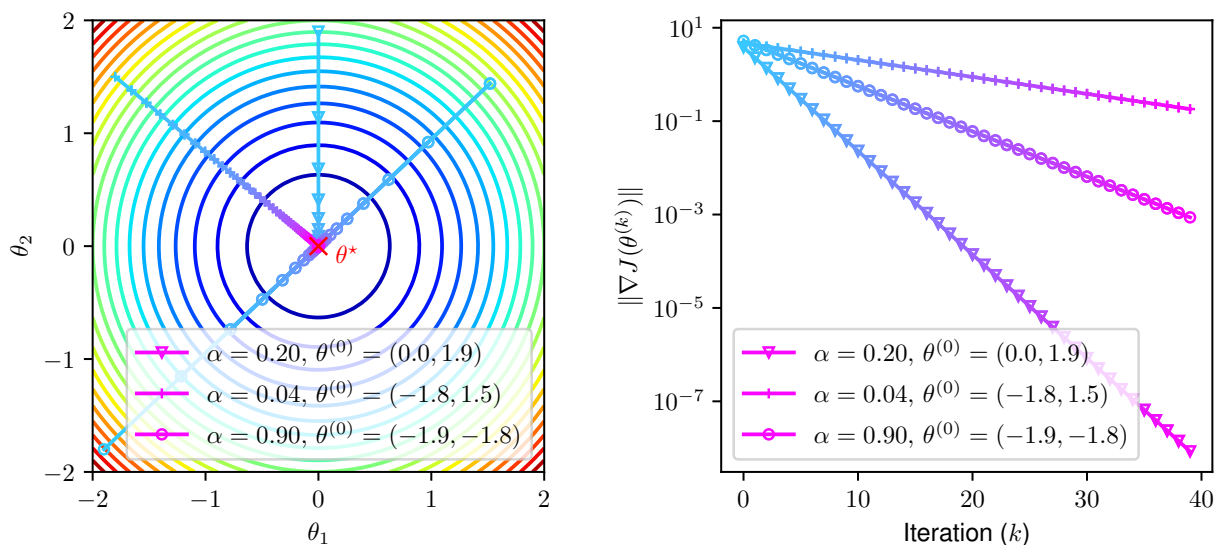 2
1
0
−1
−2
θ₂
−2
−1
0
1
2
θ₁
θ⋆
α = 0.20, θ⁽⁰⁾ = (0.0, 1.9)
α = 0.04, θ⁽⁰⁾ = (−1.8, 1.5)
α = 0.90, θ⁽⁰⁾ = (−1.9, −1.8)
10¹
10⁻¹
10⁻³
10⁻⁵
10⁻⁷
‖∇J(θ⁽ᵏ⁾)‖
α = 0.20, θ⁽⁰⁾ = (0.0, 1.9)
α = 0.04, θ⁽⁰⁾ = (−1.8, 1.5)
α = 0.90, θ⁽⁰⁾ = (−1.9, −1.8)
0
10
20
30
40
Iteration (k)